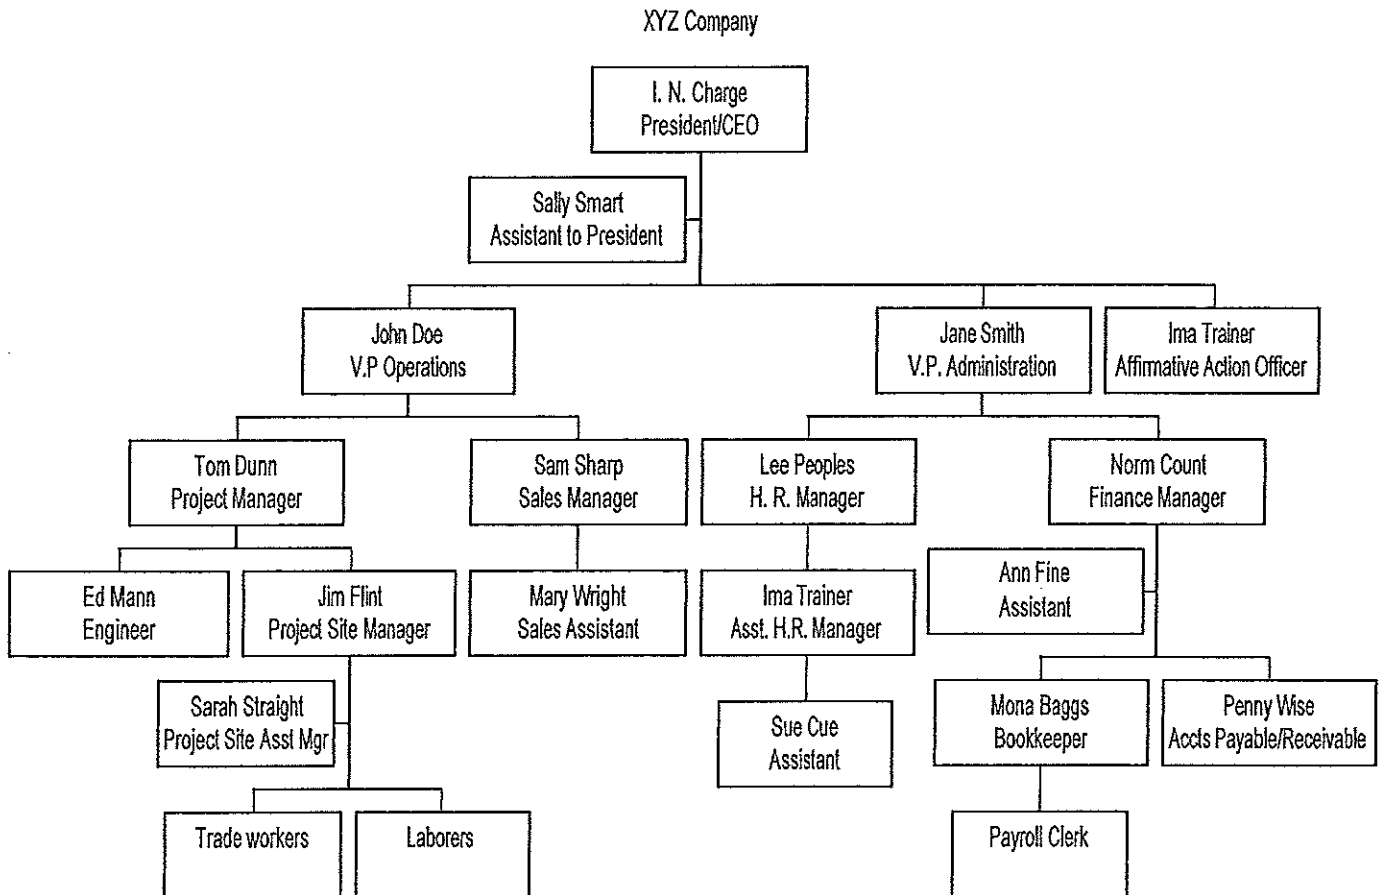 XYZ Company
I. N. Charge
President/CEO
Sally Smart
Assistant to President
John Doe
V.P Operations
Jane Smith
V.P. Administration
Ima Trainer
Affirmative Action Officer
Tom Dunn
Project Manager
Sam Sharp
Sales Manager
Lee Peoples
H. R. Manager
Norm Count
Finance Manager
Ed Mann
Engineer
Jim Flint
Project Site Manager
Mary Wright
Sales Assistant
Ima Trainer
Asst. H.R. Manager
Ann Fine
Assistant
Sarah Straight
Project Site Asst Mgr
Sue Cue
Assistant
Mona Baggs
Bookkeeper
Penny Wise
Accts Payable/Receivable
Trade workers
Laborers
Payroll Clerk